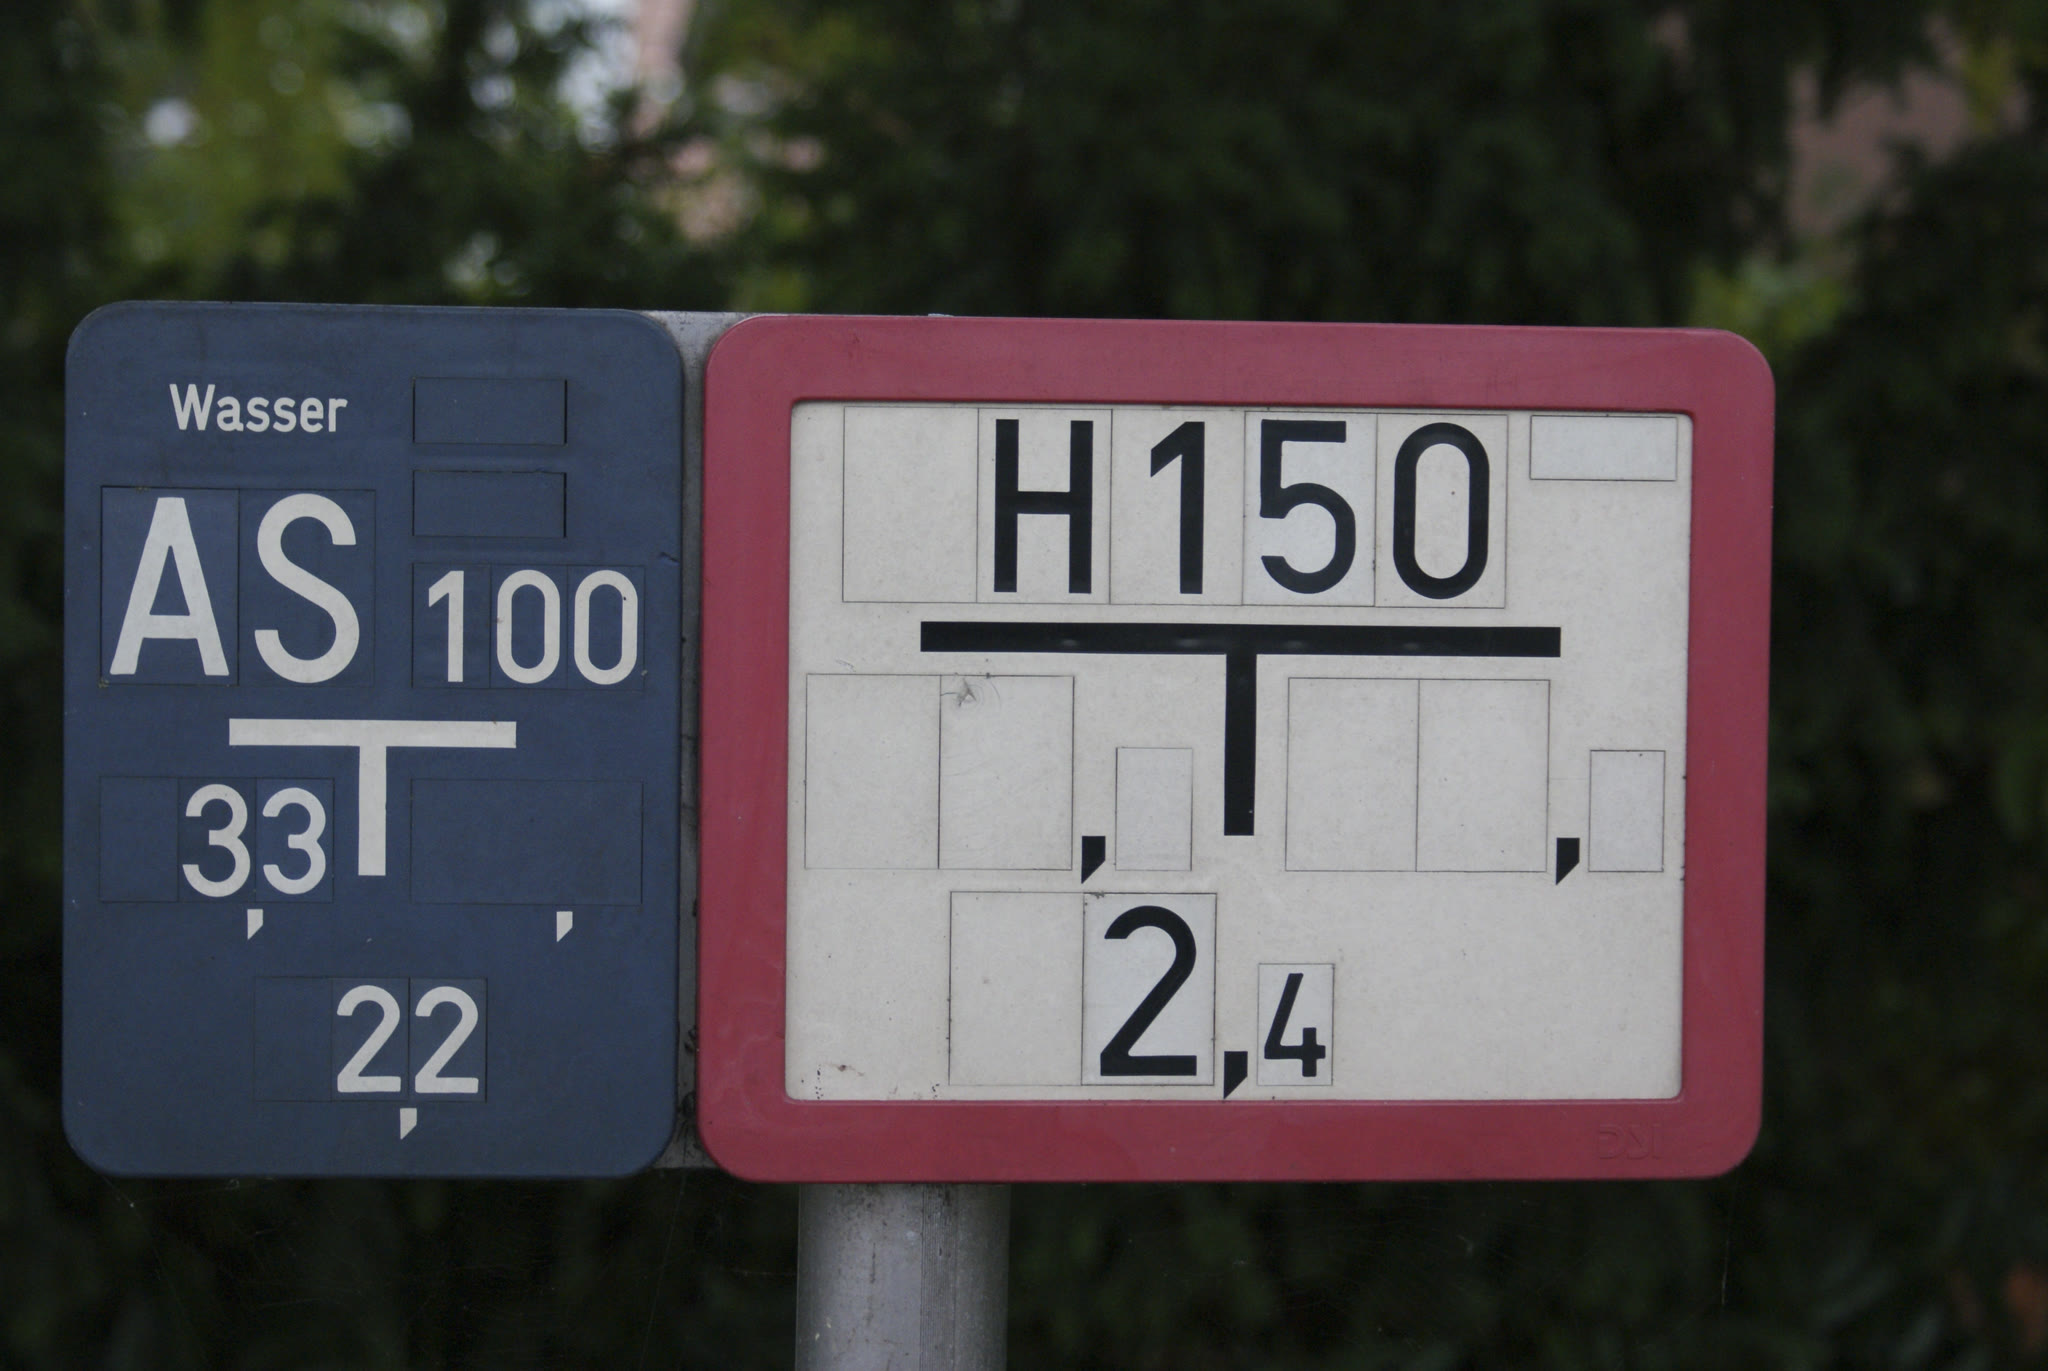 Wasser
AS 100
3,3 ,
2,2
H150
, ,
2,4